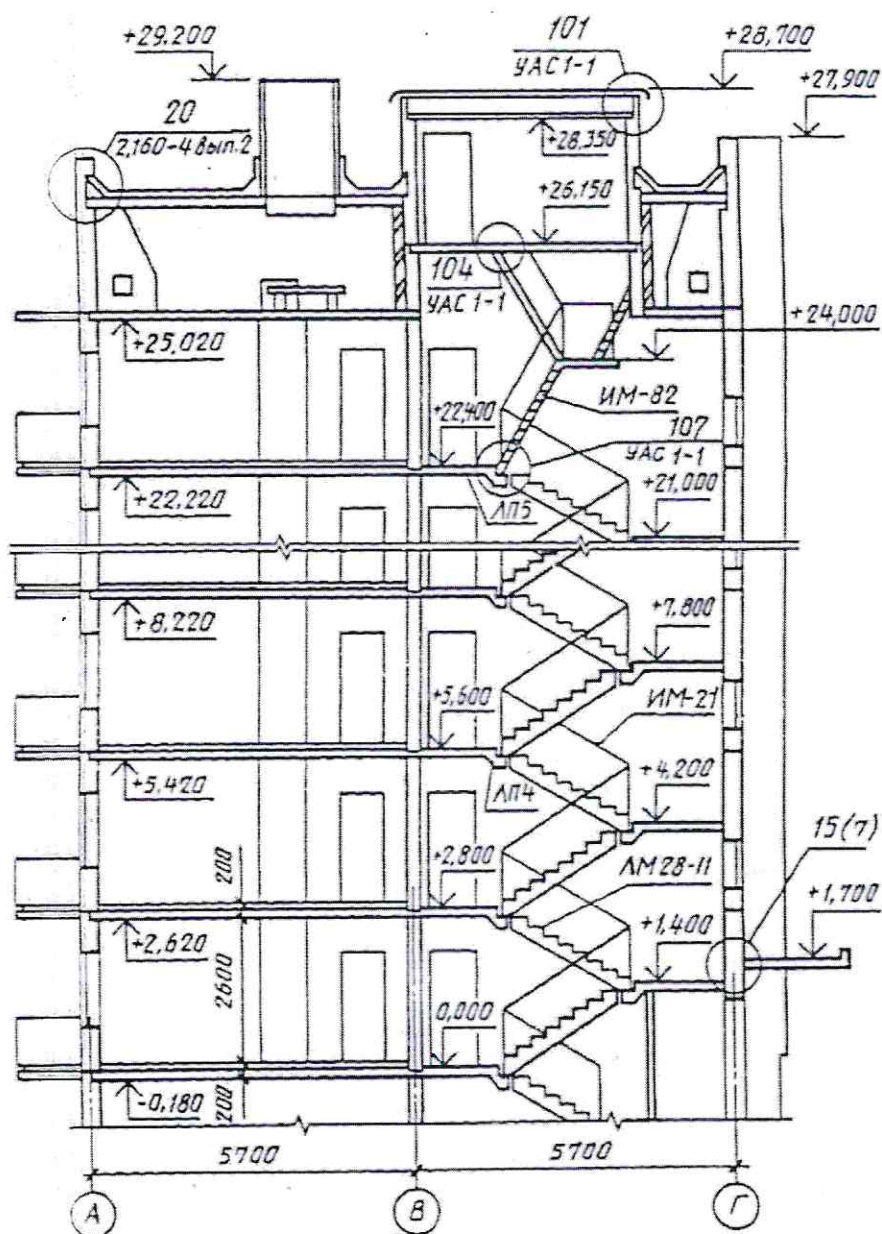 +29.200
101
УАС 1-1
+28,700
+27,900
20
2,160-4 вып.2
+28,350
+26,150
104
УАС 1-1
+24,000
+25,020
ИМ-82
+22,400
107
УАС 1-1
+21,000
+22,220
ЛП5
+8,220
+7,800
+5,600
ИМ-21
+5,420
ЛП4
+4,200
15(7)
200
+2,800
ЛМ28-11
+1,700
+2,620
+1,400
2600
0,000
-0,180
200
5700
5700
А
В
Г